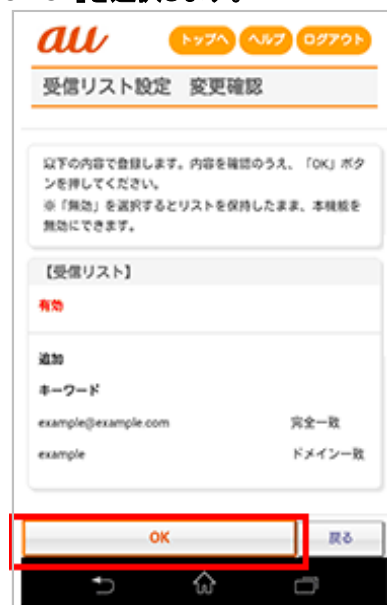 au トップへ ヘルプ ログアウト
受信リスト設定 変更確認
以下の内容で登録します。内容を確認のうえ、「OK」ボタ
ンを押してください。
※「無効」を選択するとリストを保持したまま、本機能を
無効にできます。
【受信リスト】
有効
追加
キーワード
example@example.com 完全一致
example ドメイン一致
OK 戻る